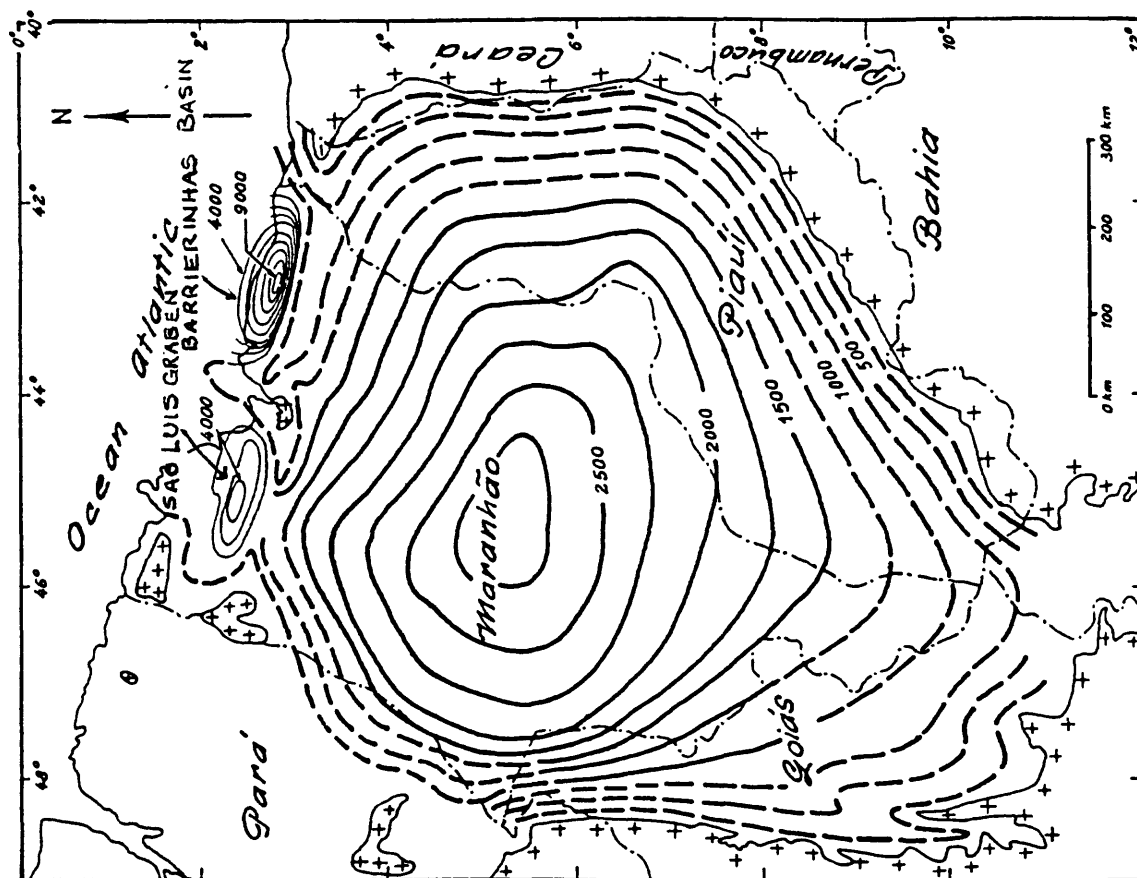 0°
40°
2°
4°
6°
8°
10°
12°
42°
44°
46°
48°
N
Ocean Atlantic
SÃO LUIS GRABEN
4000
BARRIERINHAS BASIN
4000
9000
Ceará
Pernambuco
Bahia
Piauí
Maranhão
Goiás
Pará
2500
2000
1500
1000
500
0 km 100 200 300 km